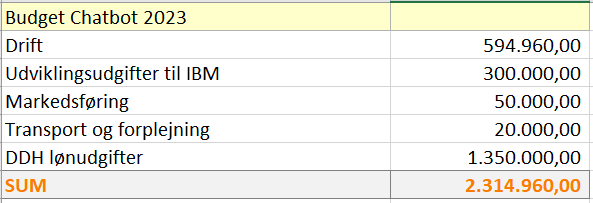 Budget Chatbot 2023
Drift 594.960,00
Udviklingsudgifter til IBM 300.000,00
Markedsføring 50.000,00
Transport og forplejning 20.000,00
DDH lønudgifter 1.350.000,00
SUM 2.314.960,00